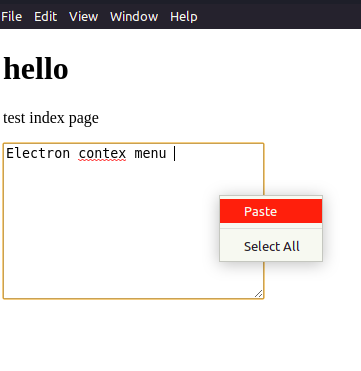 File Edit View Window Help
hello
test index page
Electron contex menu
Paste
Select All